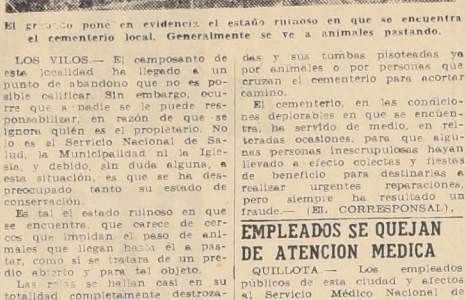 El grabado pone en evidencia el estado ruinoso en que se encuentra
el cementerio local. Generalmente se ve a animales pastando.
LOS VILOS.— El camposanto de
esta localidad ha llegado a un
punto de abandono que no es po-
sible calificar. Sin embargo, ocu-
rre que a nadie se le puede res-
ponsabilizar, en razón de que se
ignora quién es el propietario. No
lo es el Servicio Nacional de Sa-
lud, la Municipalidad ni la Igle-
sia, y debido, sin duda alguna, a
esta situación, es que se ha des-
preocupado tanto su estado de
conservación.
Es tal el estado ruinoso en que
se encuentra, que carece de cer-
cos que impidan el paso de ani-
males que llegan hasta él a pas-
tar, como si se tratara de un pre-
dio abierto y para tal objeto.
Las rejas se hallan casi en su
totalidad completamente destroza-
das y sus tumbas pisoteadas ya
por animales o por personas que
cruzan el cementerio para acortar
camino.
El cementerio, en las condicio-
nes deplorables en que se encuen-
tra, ha servido de medio, en rei-
teradas ocasiones, para que algu-
nas personas inescrupulosas hayan
llevado a efecto colectas y fiestas
de beneficio para destinarlas a
realizar urgentes reparaciones,
pero siempre ha resultado un
fraude.— (EL CORRESPONSAL).
EMPLEADOS SE QUEJAN
DE ATENCION MEDICA
QUILLOTA.— Los empleados
públicos de esta ciudad y afectos
al Servicio Médico Nacional de